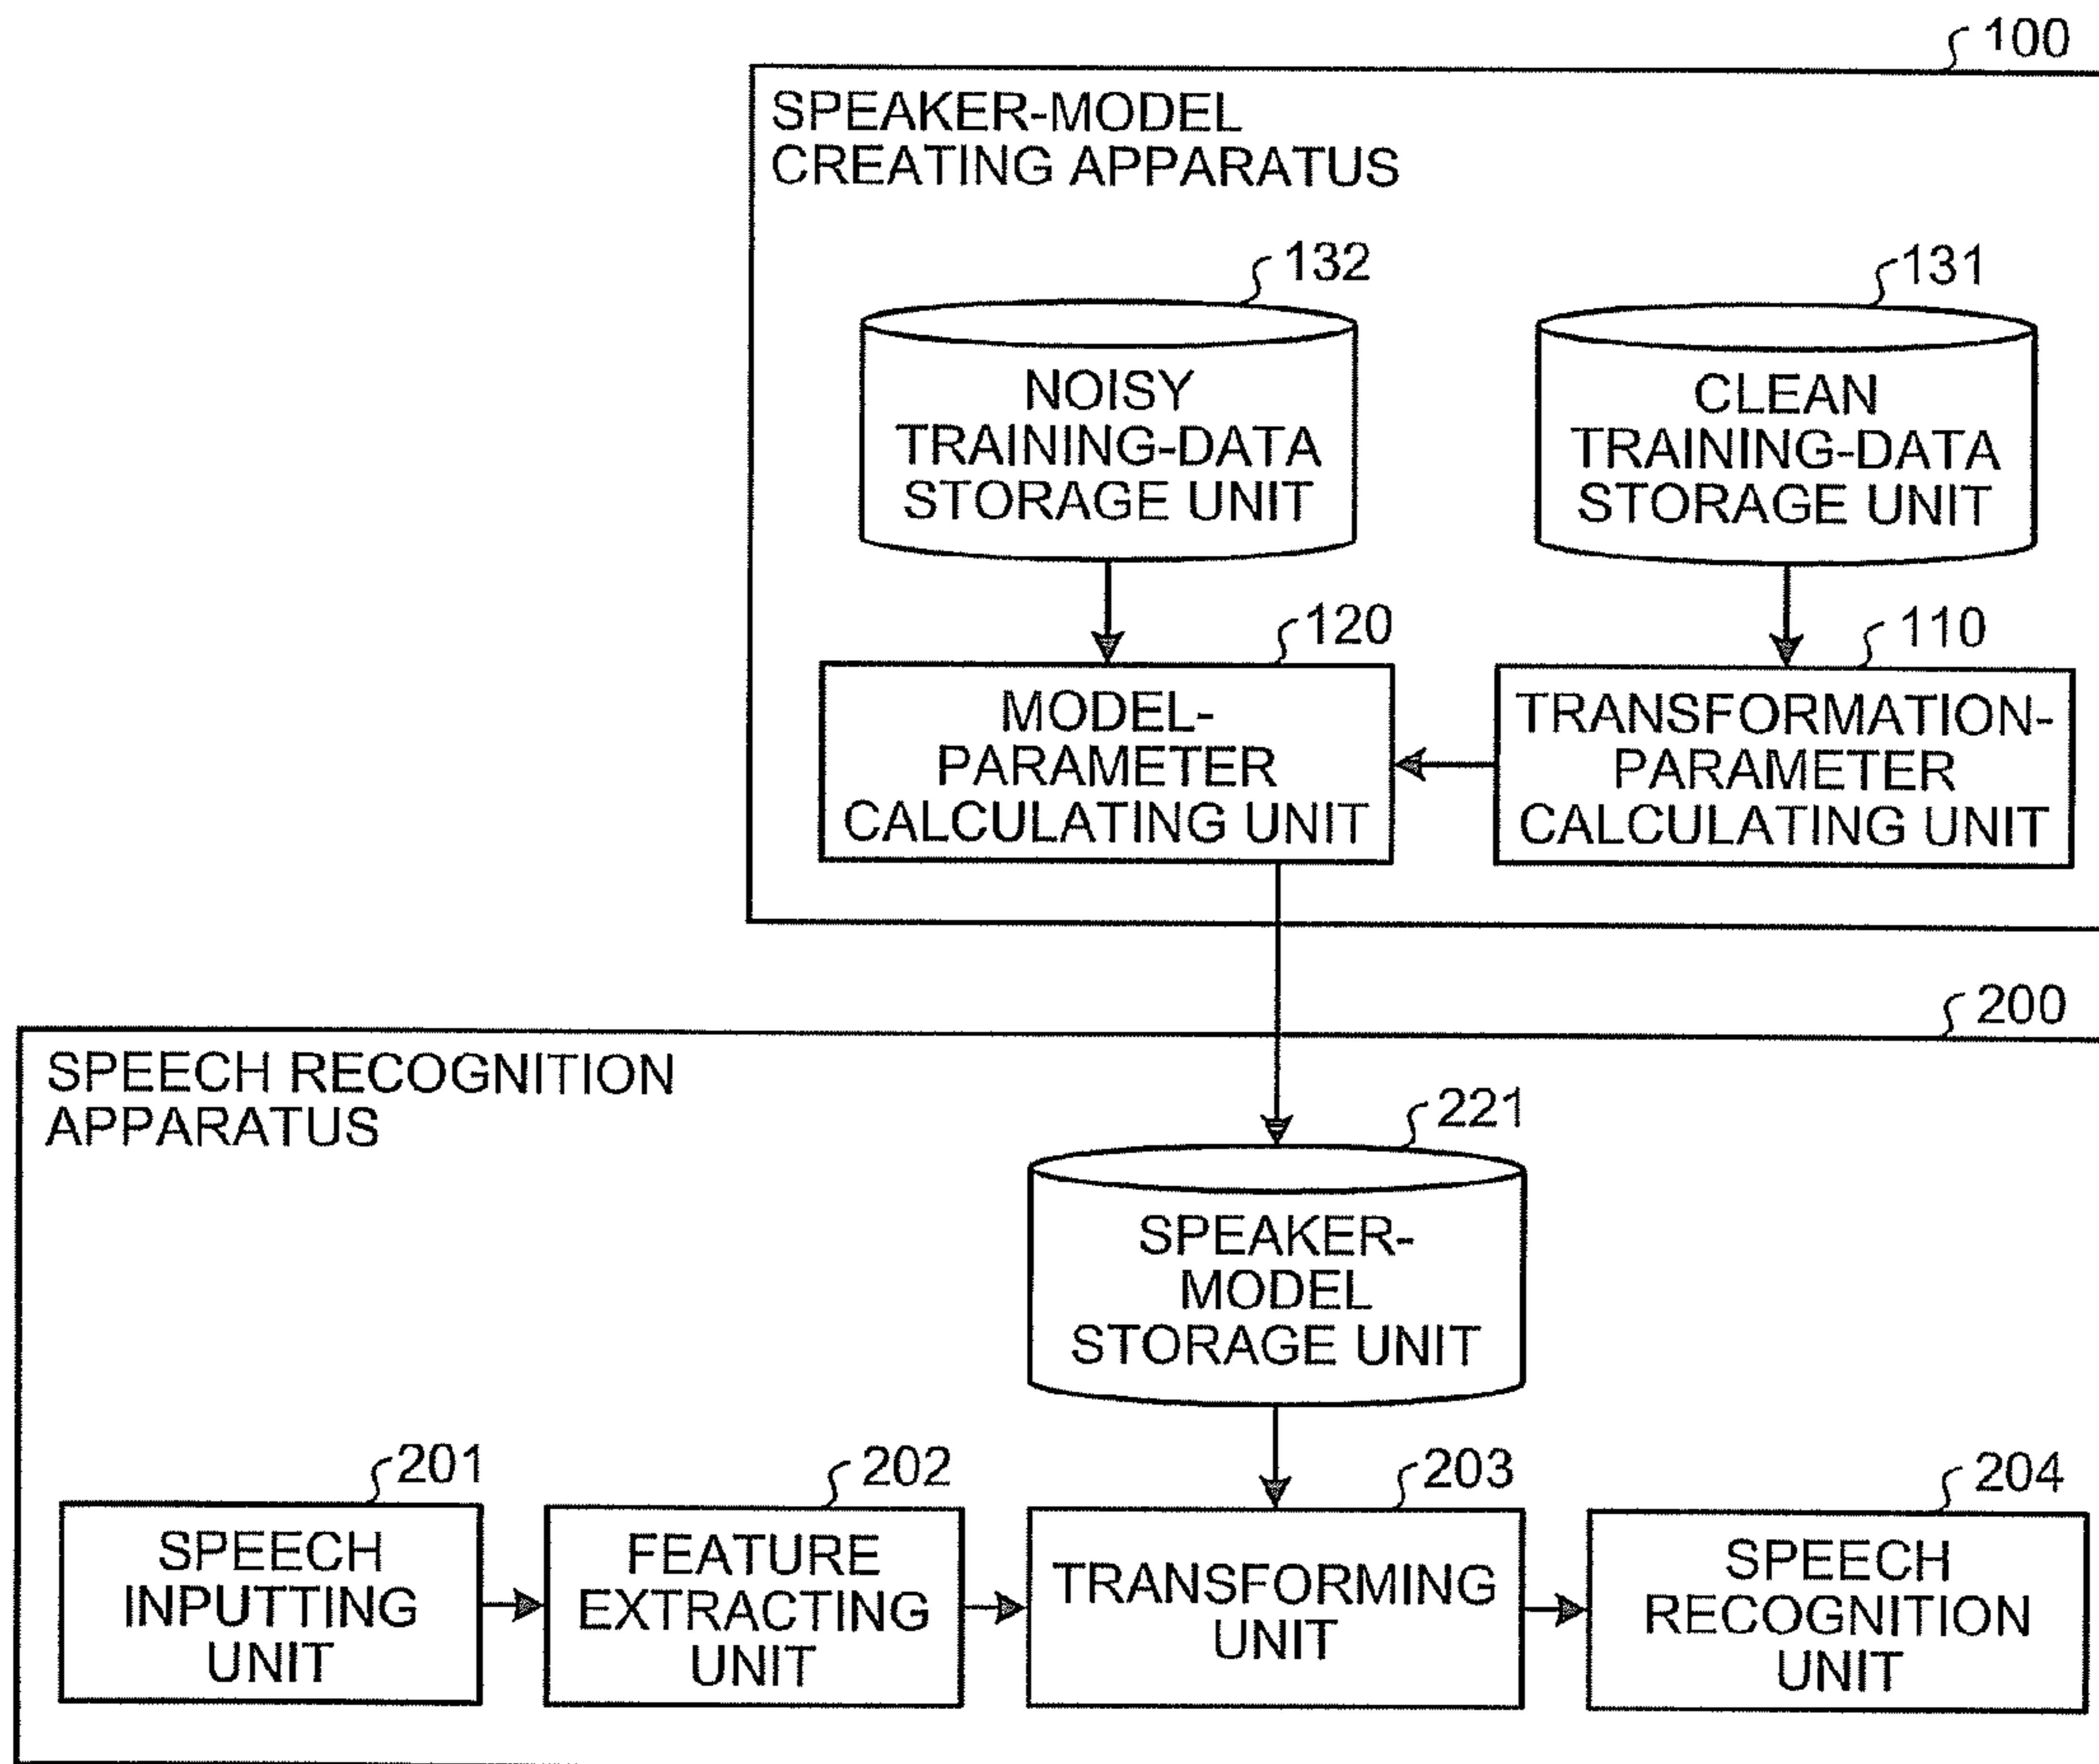 100
SPEAKER-MODEL
CREATING APPARATUS
132
131
NOISY
TRAINING-DATA
STORAGE UNIT
CLEAN
TRAINING-DATA
STORAGE UNIT
120
110
MODEL-
PARAMETER
CALCULATING UNIT
TRANSFORMATION-
PARAMETER
CALCULATING UNIT
200
SPEECH RECOGNITION
APPARATUS
221
SPEAKER-
MODEL
STORAGE UNIT
201
202
203
204
SPEECH
INPUTTING
UNIT
FEATURE
EXTRACTING
UNIT
TRANSFORMING
UNIT
SPEECH
RECOGNITION
UNIT